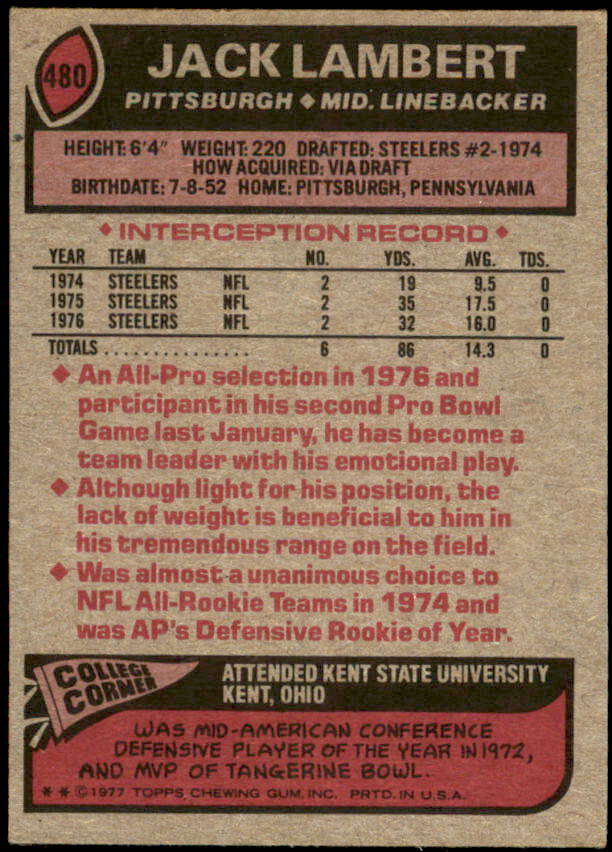 480
JACK LAMBERT
PITTSBURGH ◆ MID. LINEBACKER
HEIGHT: 6'4" WEIGHT: 220 DRAFTED: STEELERS #2-1974
HOW ACQUIRED: VIA DRAFT
BIRTHDATE: 7-8-52 HOME: PITTSBURGH, PENNSYLVANIA
◆ INTERCEPTION RECORD ◆
YEAR TEAM NO. YDS. AVG. TDS.
1974 STEELERS NFL 2 19 9.5 0
1975 STEELERS NFL 2 35 17.5 0
1976 STEELERS NFL 2 32 16.0 0
TOTALS ................ 6 86 14.3 0
◆ An All-Pro selection in 1976 and
participant in his second Pro Bowl
Game last January, he has become a
team leader with his emotional play.
◆ Although light for his position, the
lack of weight is beneficial to him in
his tremendous range on the field.
◆ Was almost a unanimous choice to
NFL All-Rookie Teams in 1974 and
was AP's Defensive Rookie of Year.
COLLEGE
CORNER
ATTENDED KENT STATE UNIVERSITY
KENT, OHIO
WAS MID-AMERICAN CONFERENCE
DEFENSIVE PLAYER OF THE YEAR IN 1972,
AND MVP OF TANGERINE BOWL.
** ©1977 TOPPS CHEWING GUM, INC. PRTD. IN U.S.A.